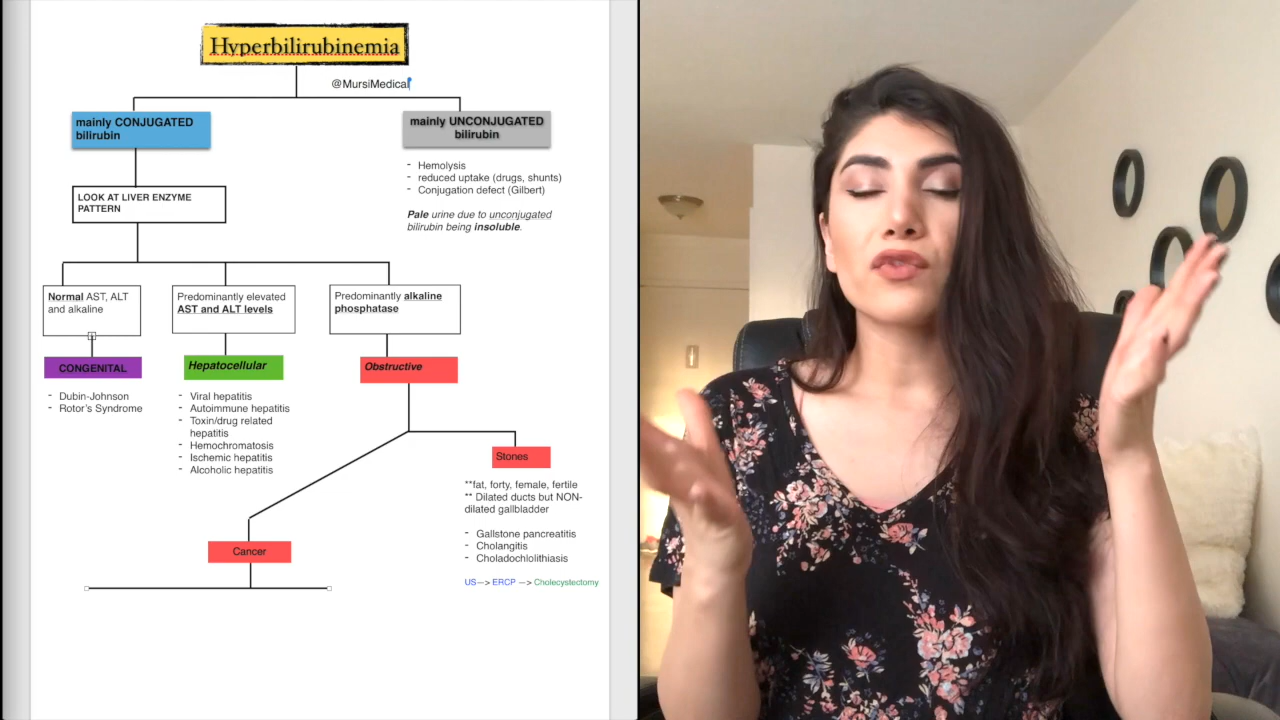 Hyperbilirubinemia
@MursiMedical
mainly CONJUGATED
bilirubin
mainly UNCONJUGATED
bilirubin
- Hemolysis
- reduced uptake (drugs, shunts)
- Conjugation defect (Gilbert)
Pale urine due to unconjugated
bilirubin being insoluble.
LOOK AT LIVER ENZYME
PATTERN
Normal AST, ALT
and alkaline
Predominantly elevated
AST and ALT levels
Predominantly alkaline
phosphatase
CONGENITAL
- Dubin-Johnson
- Rotor's Syndrome
Hepatocellular
- Viral hepatitis
- Autoimmune hepatitis
- Toxin/drug related
hepatitis
- Hemochromatosis
- Ischemic hepatitis
- Alcoholic hepatitis
Obstructive
Stones
**fat, forty, female, fertile
** Dilated ducts but NON-
dilated gallbladder
- Gallstone pancreatitis
- Cholangitis
- Choladochlolithiasis
US—> ERCP —> Cholecystectomy
Cancer